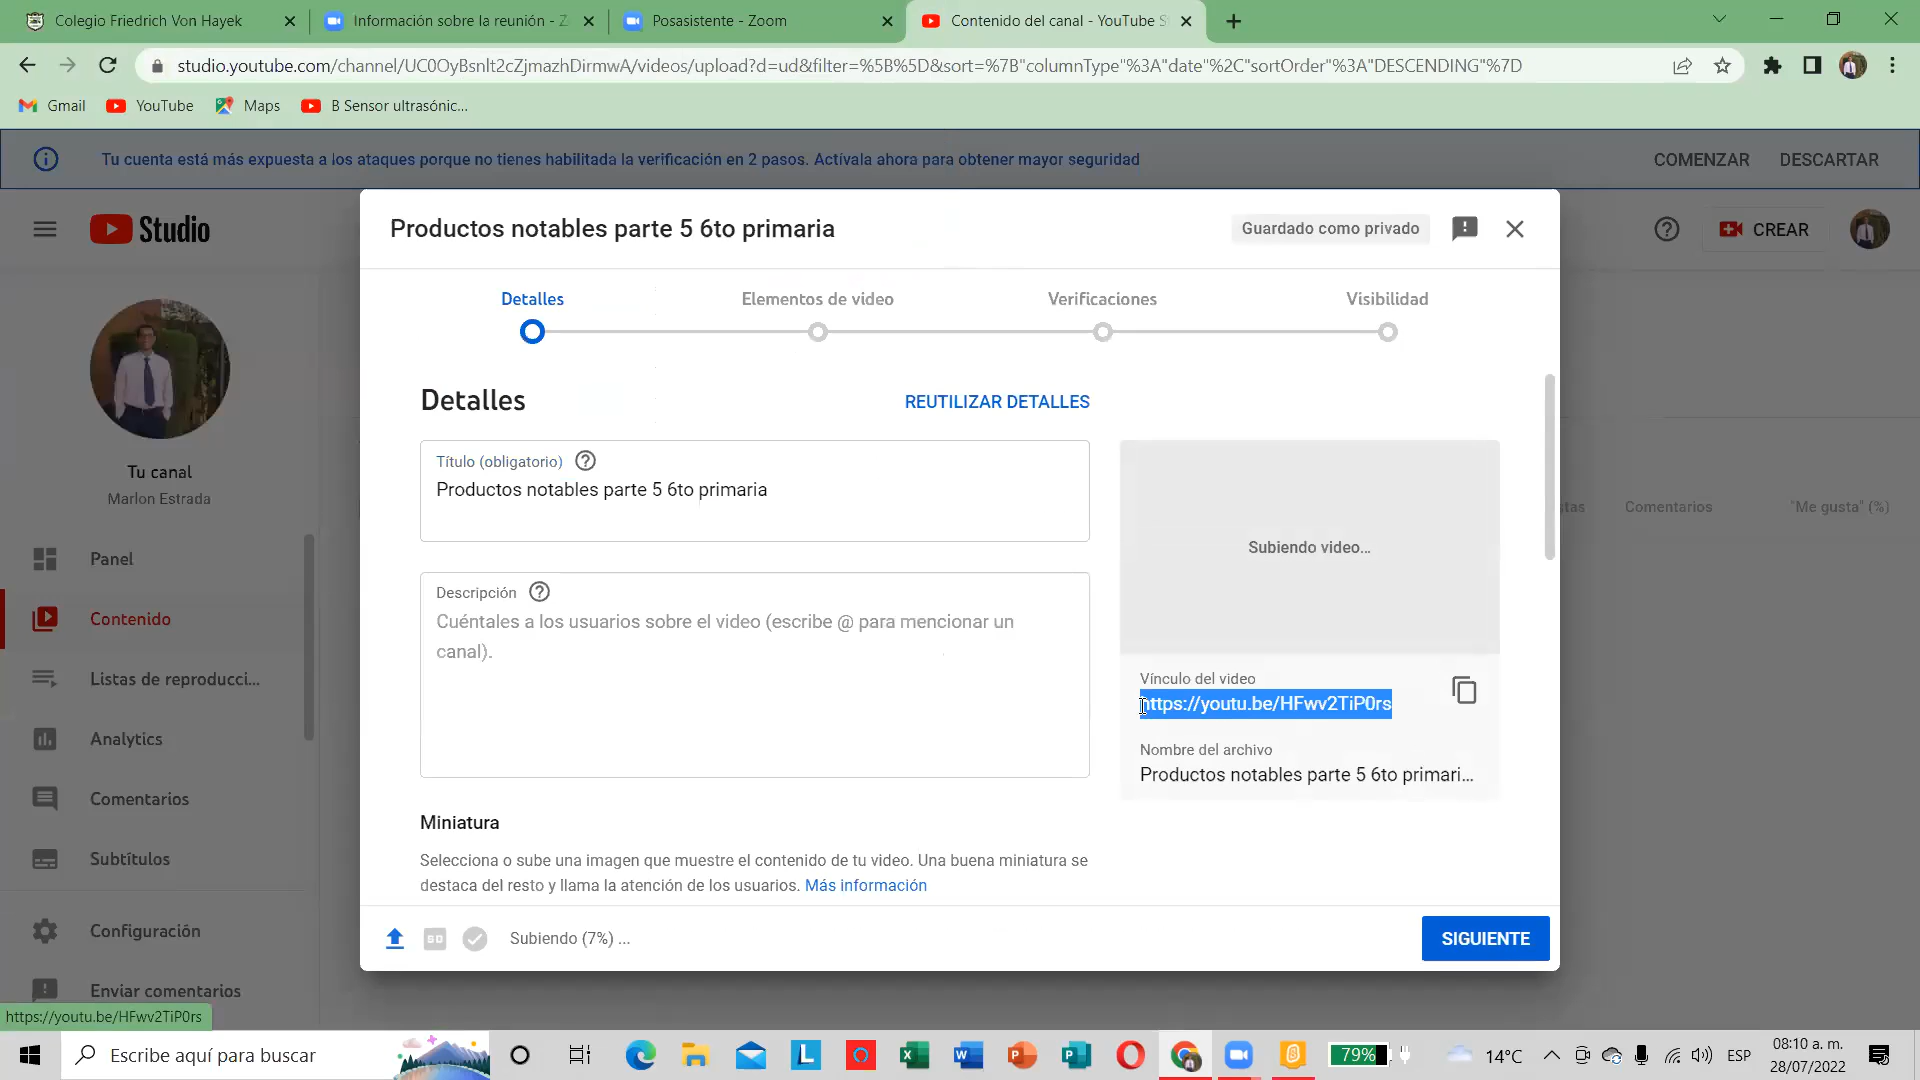 Colegio Friedrich Von Hayek
Información sobre la reunión - Z
Posasistente - Zoom
Contenido del canal - YouTube S
studio.youtube.com/channel/UC0OyBsnlt2cZjmazhDirmwA/videos/upload?d=ud&filter=%5B%5D&sort=%7B"columnType"%3A"date"%2C"sortOrder"%3A"DESCENDING"%7D
Gmail
YouTube
Maps
B Sensor ultrasónic...
Tu cuenta está más expuesta a los ataques porque no tienes habilitada la verificación en 2 pasos. Actívala ahora para obtener mayor seguridad
COMENZAR
DESCARTAR
Studio
CREAR
Productos notables parte 5 6to primaria
Guardado como privado
Detalles
Elementos de video
Verificaciones
Visibilidad
Tu canal
Marlon Estrada
Panel
Contenido
Listas de reproducci...
Analytics
Comentarios
Subtítulos
Configuración
Enviar comentarios
Detalles
REUTILIZAR DETALLES
Título (obligatorio)
Productos notables parte 5 6to primaria
Descripción
Cuéntales a los usuarios sobre el video (escribe @ para mencionar un
canal).
Miniatura
Selecciona o sube una imagen que muestre el contenido de tu video. Una buena miniatura se
destaca del resto y llama la atención de los usuarios. Más información
Subiendo video...
Vínculo del video
https://youtu.be/HFwv2TiP0rs
Nombre del archivo
Productos notables parte 5 6to primari...
stas
Comentarios
"Me gusta" (%)
Subiendo (7%) ...
SIGUIENTE
https://youtu.be/HFwv2TiP0rs
Escribe aquí para buscar
79%
14°C
ESP
08:10 a. m.
28/07/2022